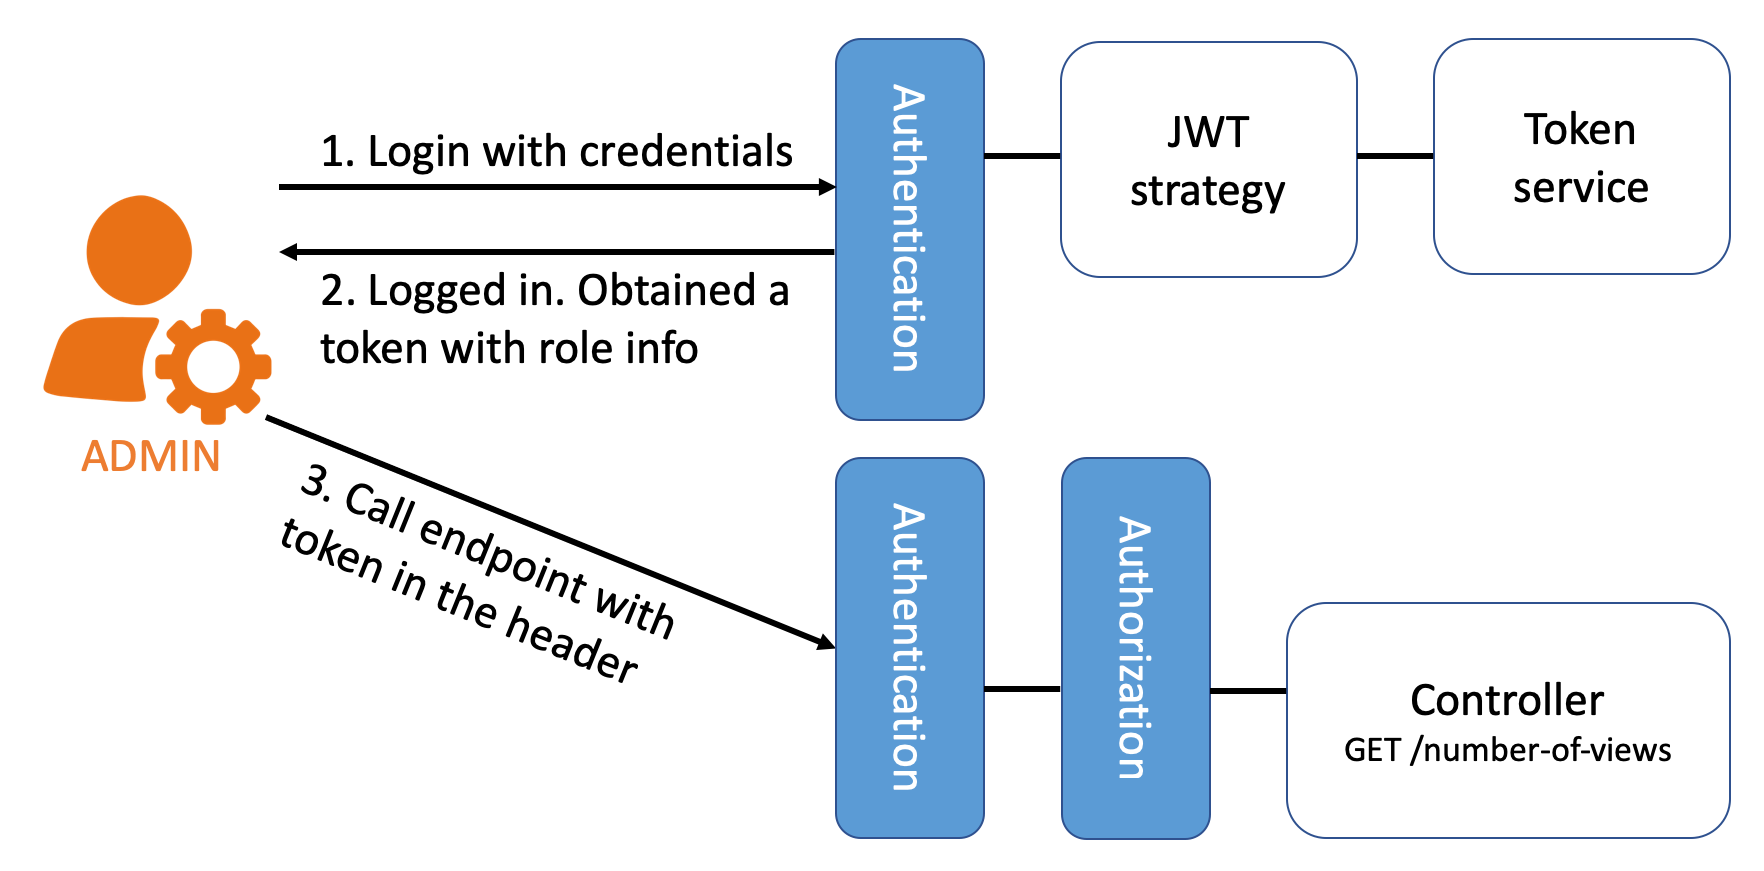 1. Login with credentials
2. Logged in. Obtained a
token with role info
ADMIN
3. Call endpoint with
token in the header
Authentication
JWT
strategy
Token
service
Authentication
Authorization
Controller
GET /number-of-views